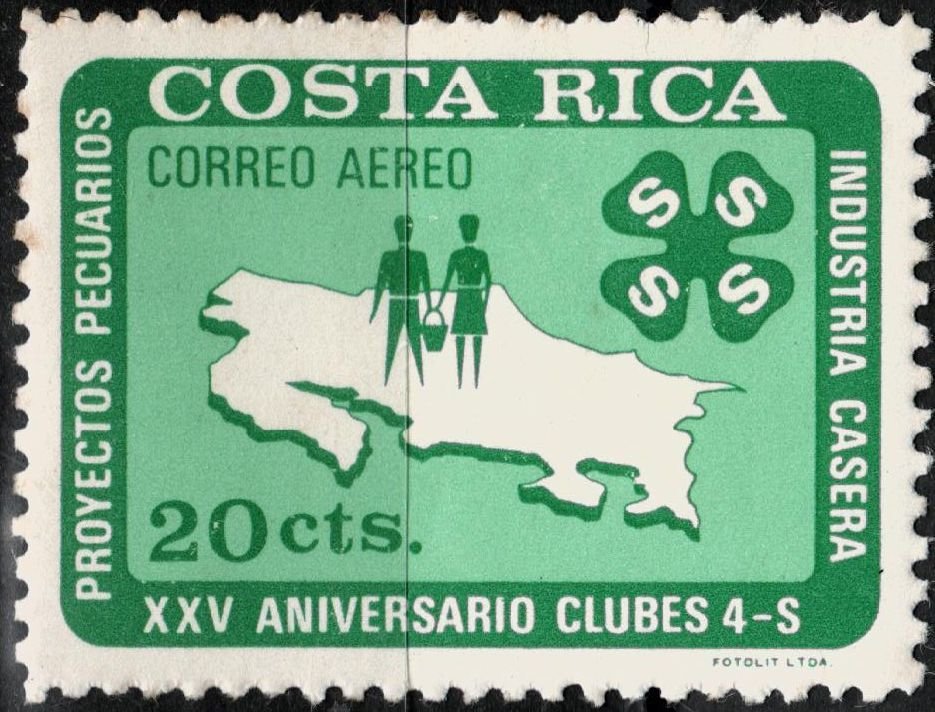 COSTA RICA
CORREO AEREO
S S
S S
PROYECTOS PECUARIOS
INDUSTRIA CASERA
20cts.
XXV ANIVERSARIO CLUBES 4-S
FOTOLIT LTDA.